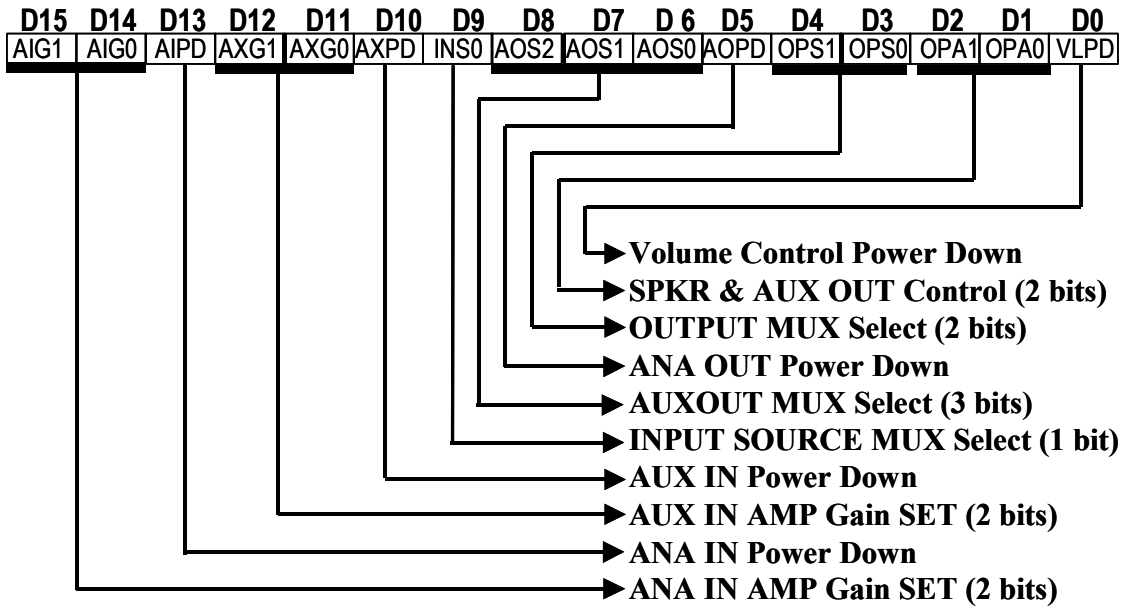 D15 D14 D13 D12 D11 D10 D9 D8 D7 D 6 D5 D4 D3 D2 D1 D0
AIG1 AIG0 AIPD AXG1 AXG0 AXPD INS0 AOS2 AOS1 AOS0 AOPD OPS1 OPS0 OPA1 OPA0 VLPD
Volume Control Power Down
SPKR & AUX OUT Control (2 bits)
OUTPUT MUX Select (2 bits)
ANA OUT Power Down
AUXOUT MUX Select (3 bits)
INPUT SOURCE MUX Select (1 bit)
AUX IN Power Down
AUX IN AMP Gain SET (2 bits)
ANA IN Power Down
ANA IN AMP Gain SET (2 bits)